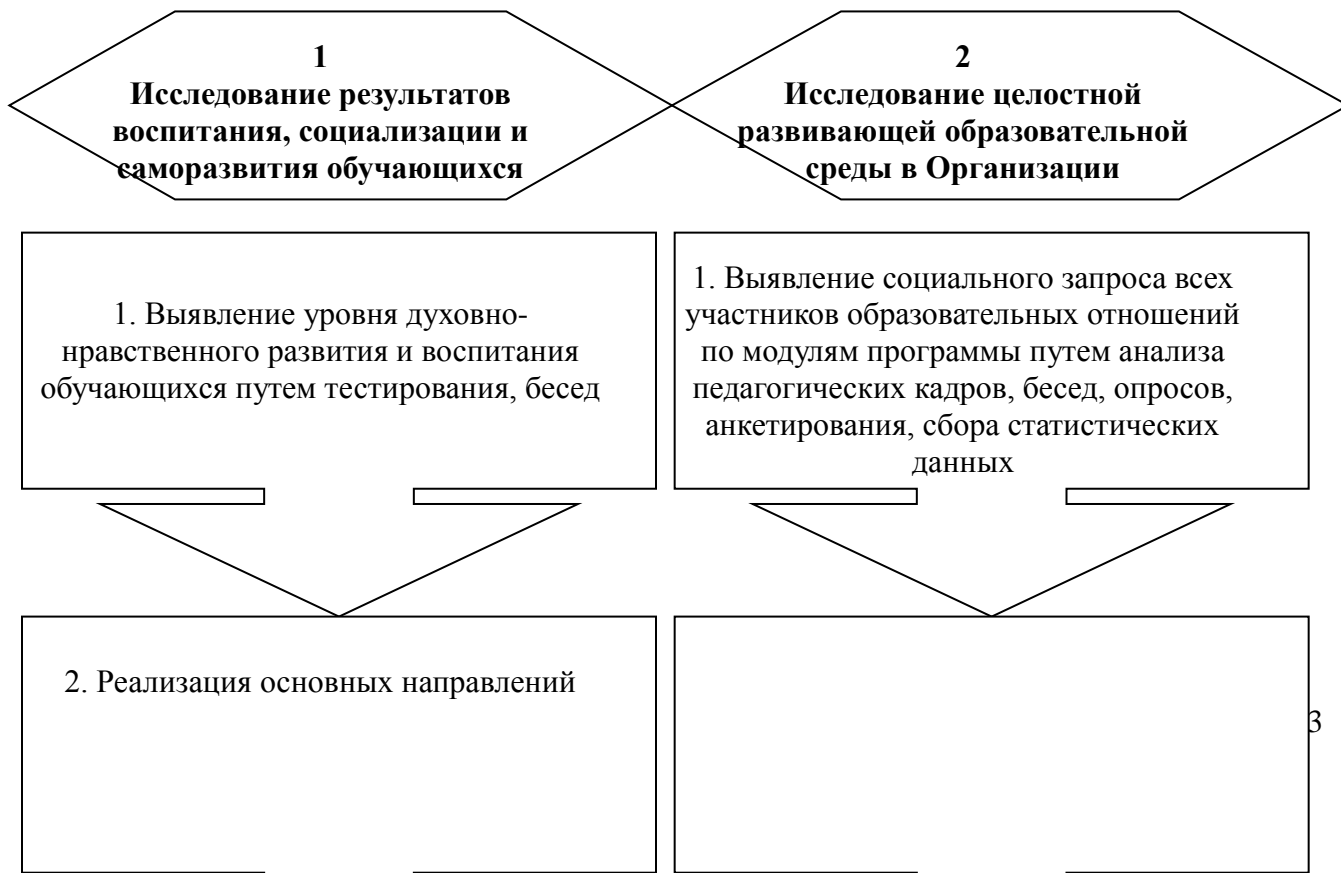 1
Исследование результатов
воспитания, социализации и
саморазвития обучающихся
2
Исследование целостной
развивающей образовательной
среды в Организации
1. Выявление уровня духовно-
нравственного развития и воспитания
обучающихся путем тестирования, бесед
1. Выявление социального запроса всех
участников образовательных отношений
по модулям программы путем анализа
педагогических кадров, бесед, опросов,
анкетирования, сбора статистических
данных
2. Реализация основных направлений
3